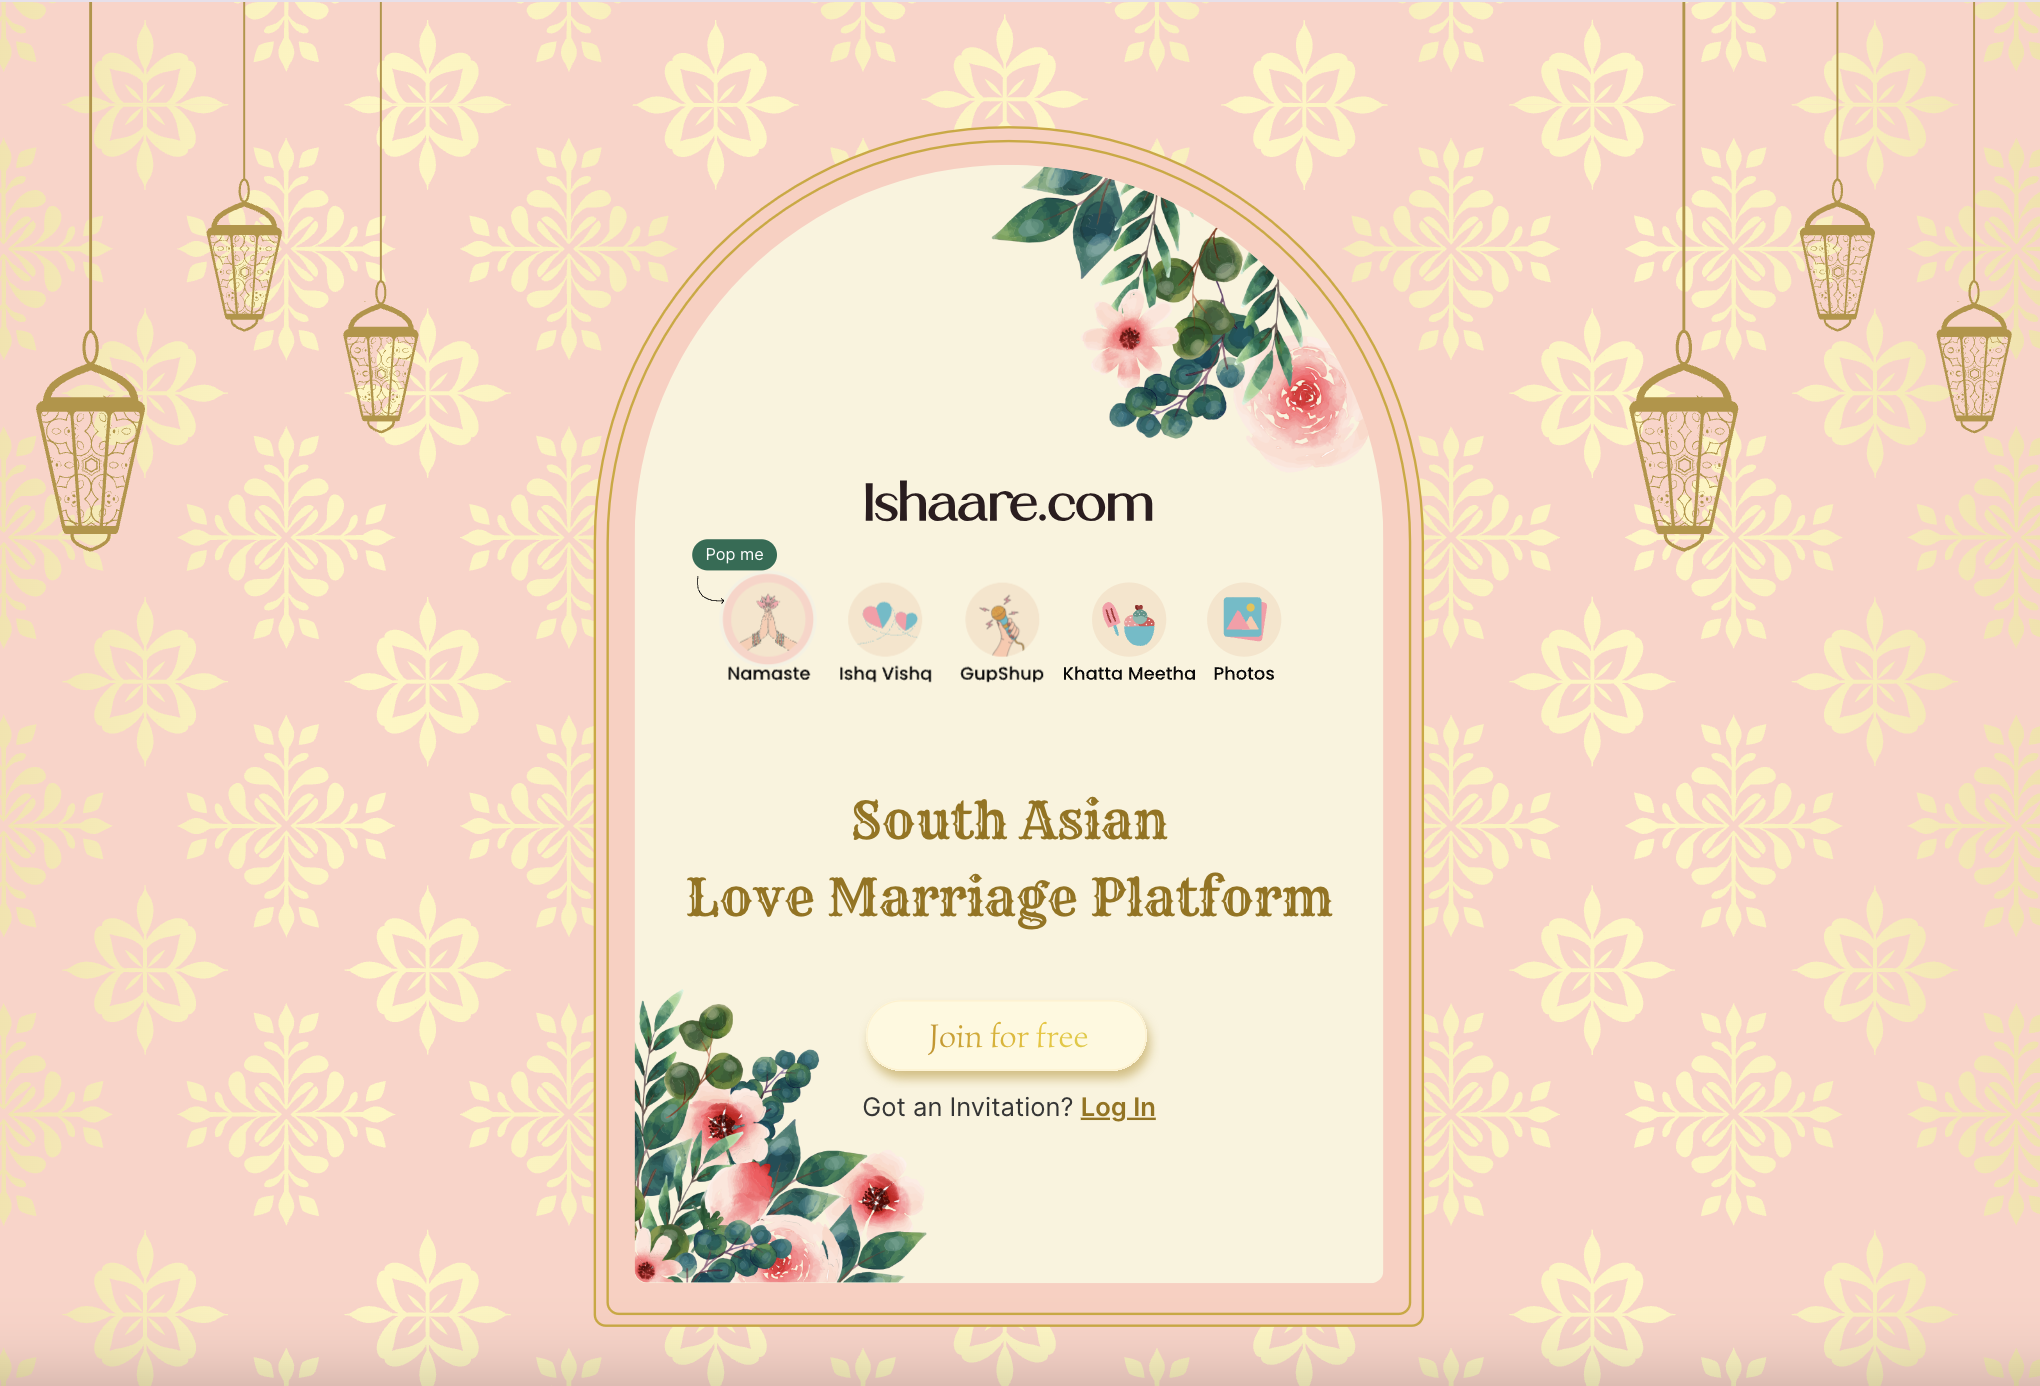 Ishaare.com
Pop me
Namaste Ishq Vishq GupShup Khatta Meetha Photos
South Asian
Love Marriage Platform
Join for free
Got an Invitation? Log In